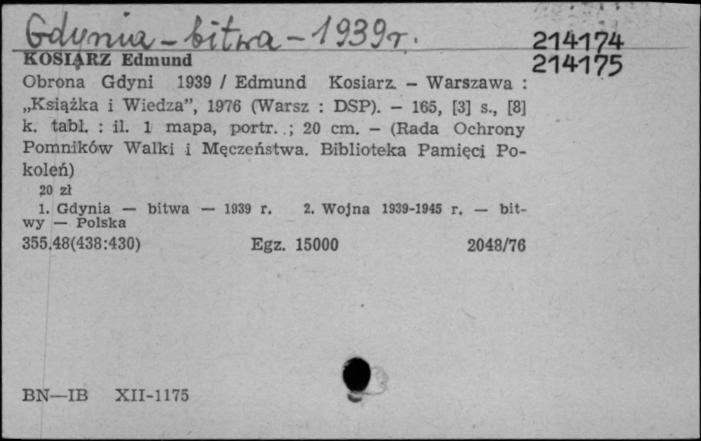 Gdynia - bitwa - 1939 r.
214174
KOSIARZ Edmund
214175
Obrona Gdyni 1939 / Edmund Kosiarz. – Warszawa :
„Książka i Wiedza”, 1976 (Warsz : DSP). – 165, [3] s., [8]
k. tabl. : il. 1 mapa, portr. ; 20 cm. – (Rada Ochrony
Pomników Walki i Męczeństwa. Biblioteka Pamięci Po-
koleń)
20 zł
1. Gdynia — bitwa — 1939 r. 2. Wojna 1939-1945 r. — bit-
wy — Polska
355.48(438:430) Egz. 15000 2048/76
BN—IB XII-1175